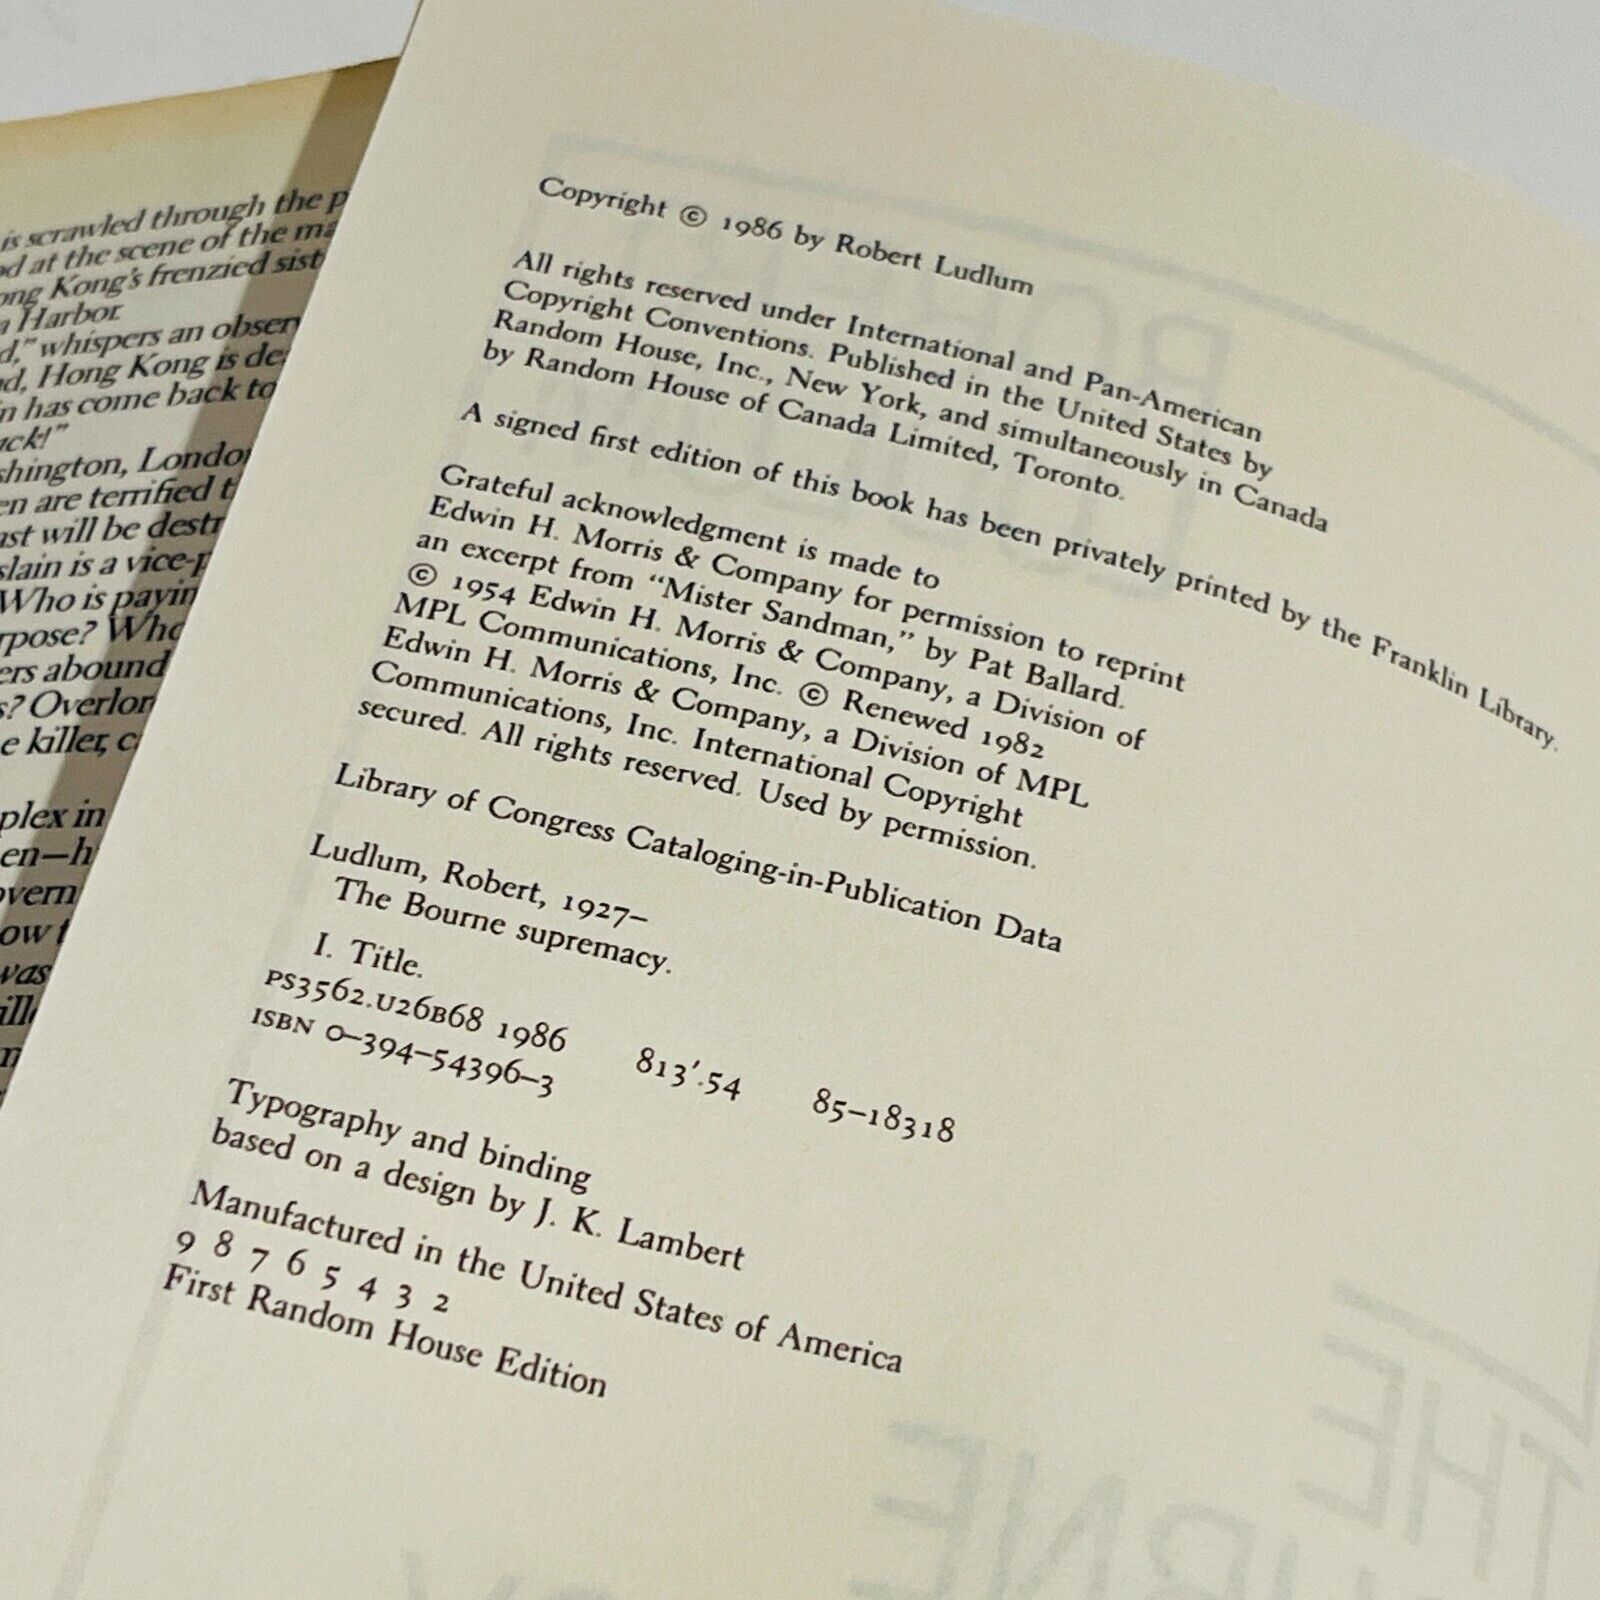 is scrawled through the
at the scene of the
Kong's frenzied
Harbor.
whispers an
Hong Kong is
has come back to
London
are terrified
will be
slain is a
Who is
Who
abound
Overlor
killer,
plex in
was
Copyright © 1986 by Robert Ludlum
All rights reserved under International and Pan-American
Copyright Conventions. Published in the United States by
Random House, Inc., New York, and simultaneously in Canada
by Random House of Canada Limited, Toronto.
A signed first edition of this book has been privately printed by the Franklin Library.
Grateful acknowledgment is made to
Edwin H. Morris & Company for permission to reprint
an excerpt from "Mister Sandman," by Pat Ballard.
© 1954 Edwin H. Morris & Company, a Division of
MPL Communications, Inc. © Renewed 1982
Edwin H. Morris & Company, a Division of MPL
Communications, Inc. International Copyright
secured. All rights reserved. Used by permission.
Library of Congress Cataloging-in-Publication Data
Ludlum, Robert, 1927–
The Bourne supremacy.
I. Title.
PS3562.U26B68 1986 813'.54 85–18318
ISBN 0–394–54396–3
Typography and binding
based on a design by J. K. Lambert
Manufactured in the United States of America
9 8 7 6 5 4 3 2
First Random House Edition